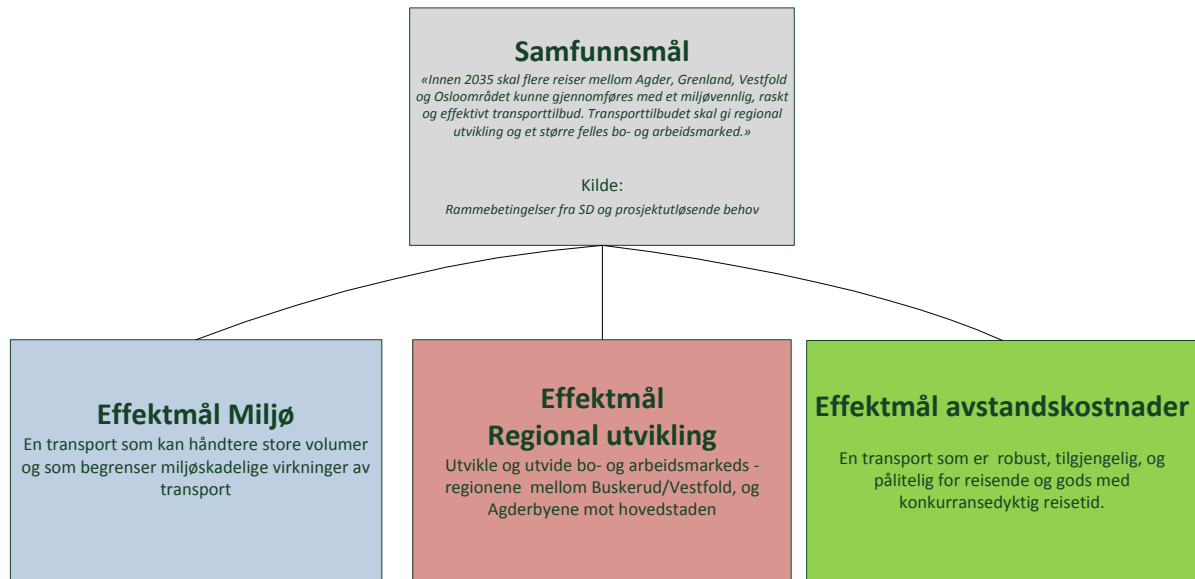 Samfunnsmål
«Innen 2035 skal flere reiser mellom Agder, Grenland, Vestfold
og Osloområdet kunne gjennomføres med et miljøvennlig, raskt
og effektivt transporttilbud. Transporttilbudet skal gi regional
utvikling og et større felles bo- og arbeidsmarked.»
Kilde:
Rammebetingelser fra SD og prosjektutløsende behov
Effektmål Miljø
En transport som kan håndtere store volumer
og som begrenser miljøskadelige virkninger av
transport
Effektmål
Regional utvikling
Utvikle og utvide bo- og arbeidsmarkeds -
regionene mellom Buskerud/Vestfold, og
Agderbyene mot hovedstaden
Effektmål avstandskostnader
En transport som er robust, tilgjengelig, og
pålitelig for reisende og gods med
konkurransedyktig reisetid.